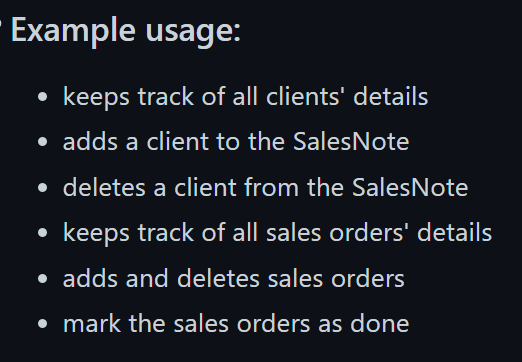 Example usage:
keeps track of all clients' details
adds a client to the SalesNote
deletes a client from the SalesNote
keeps track of all sales orders' details
adds and deletes sales orders
mark the sales orders as done